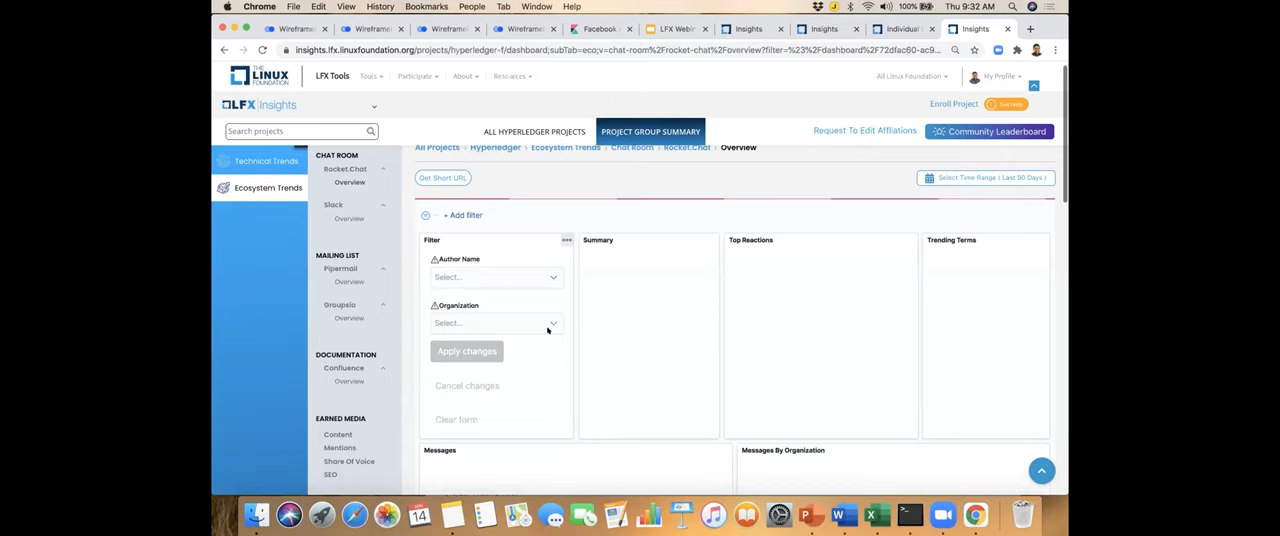 Chrome File Edit View History Bookmarks People Tab Window Help 100% Thu 9:32 AM
Wirefram Wirefram Wirefram Wirefram Facebook LFX Webin Insights Insights Individual Insights
insights.lfx.linuxfoundation.org/projects/hyperledger-f/dashboard;subTab=eco;v=chat-room%2Frocket-chat%2Foverview?filter=%23%2Fdashboard%2F72dfac60-ac9...
THE LINUX FOUNDATION LFX Tools Tools Participate About Resources All Linux Foundation My Profile
LFX Insights Enroll Project Get Help
Search projects ALL HYPERLEDGER PROJECTS PROJECT GROUP SUMMARY Request To Edit Affliations Community Leaderboard
All Projects Hyperledger Ecosystem Trends Chat Room Rocket.Chat Overview
Technical Trends
Ecosystem Trends
CHAT ROOM
Rocket.Chat
Overview
Slack
Overview
MAILING LIST
Pipermail
Overview
Groupsio
Overview
DOCUMENTATION
Confluence
Overview
EARNED MEDIA
Content
Mentions
Share Of Voice
SEO
Get Short URL Select Time Range ( Last 90 Days )
+ Add filter
Filter
Author Name
Select...
Organization
Select...
Apply changes
Cancel changes
Clear form
Summary
Top Reactions
Trending Terms
Messages
Messages By Organization
JAN
14